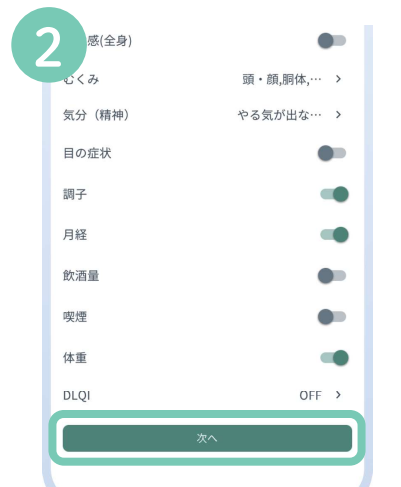 2
感(全身)
むくみ 頭・顔,胴体,…
気分（精神） やる気が出な…
目の症状
調子
月経
飲酒量
喫煙
体重
DLQI OFF
次へ